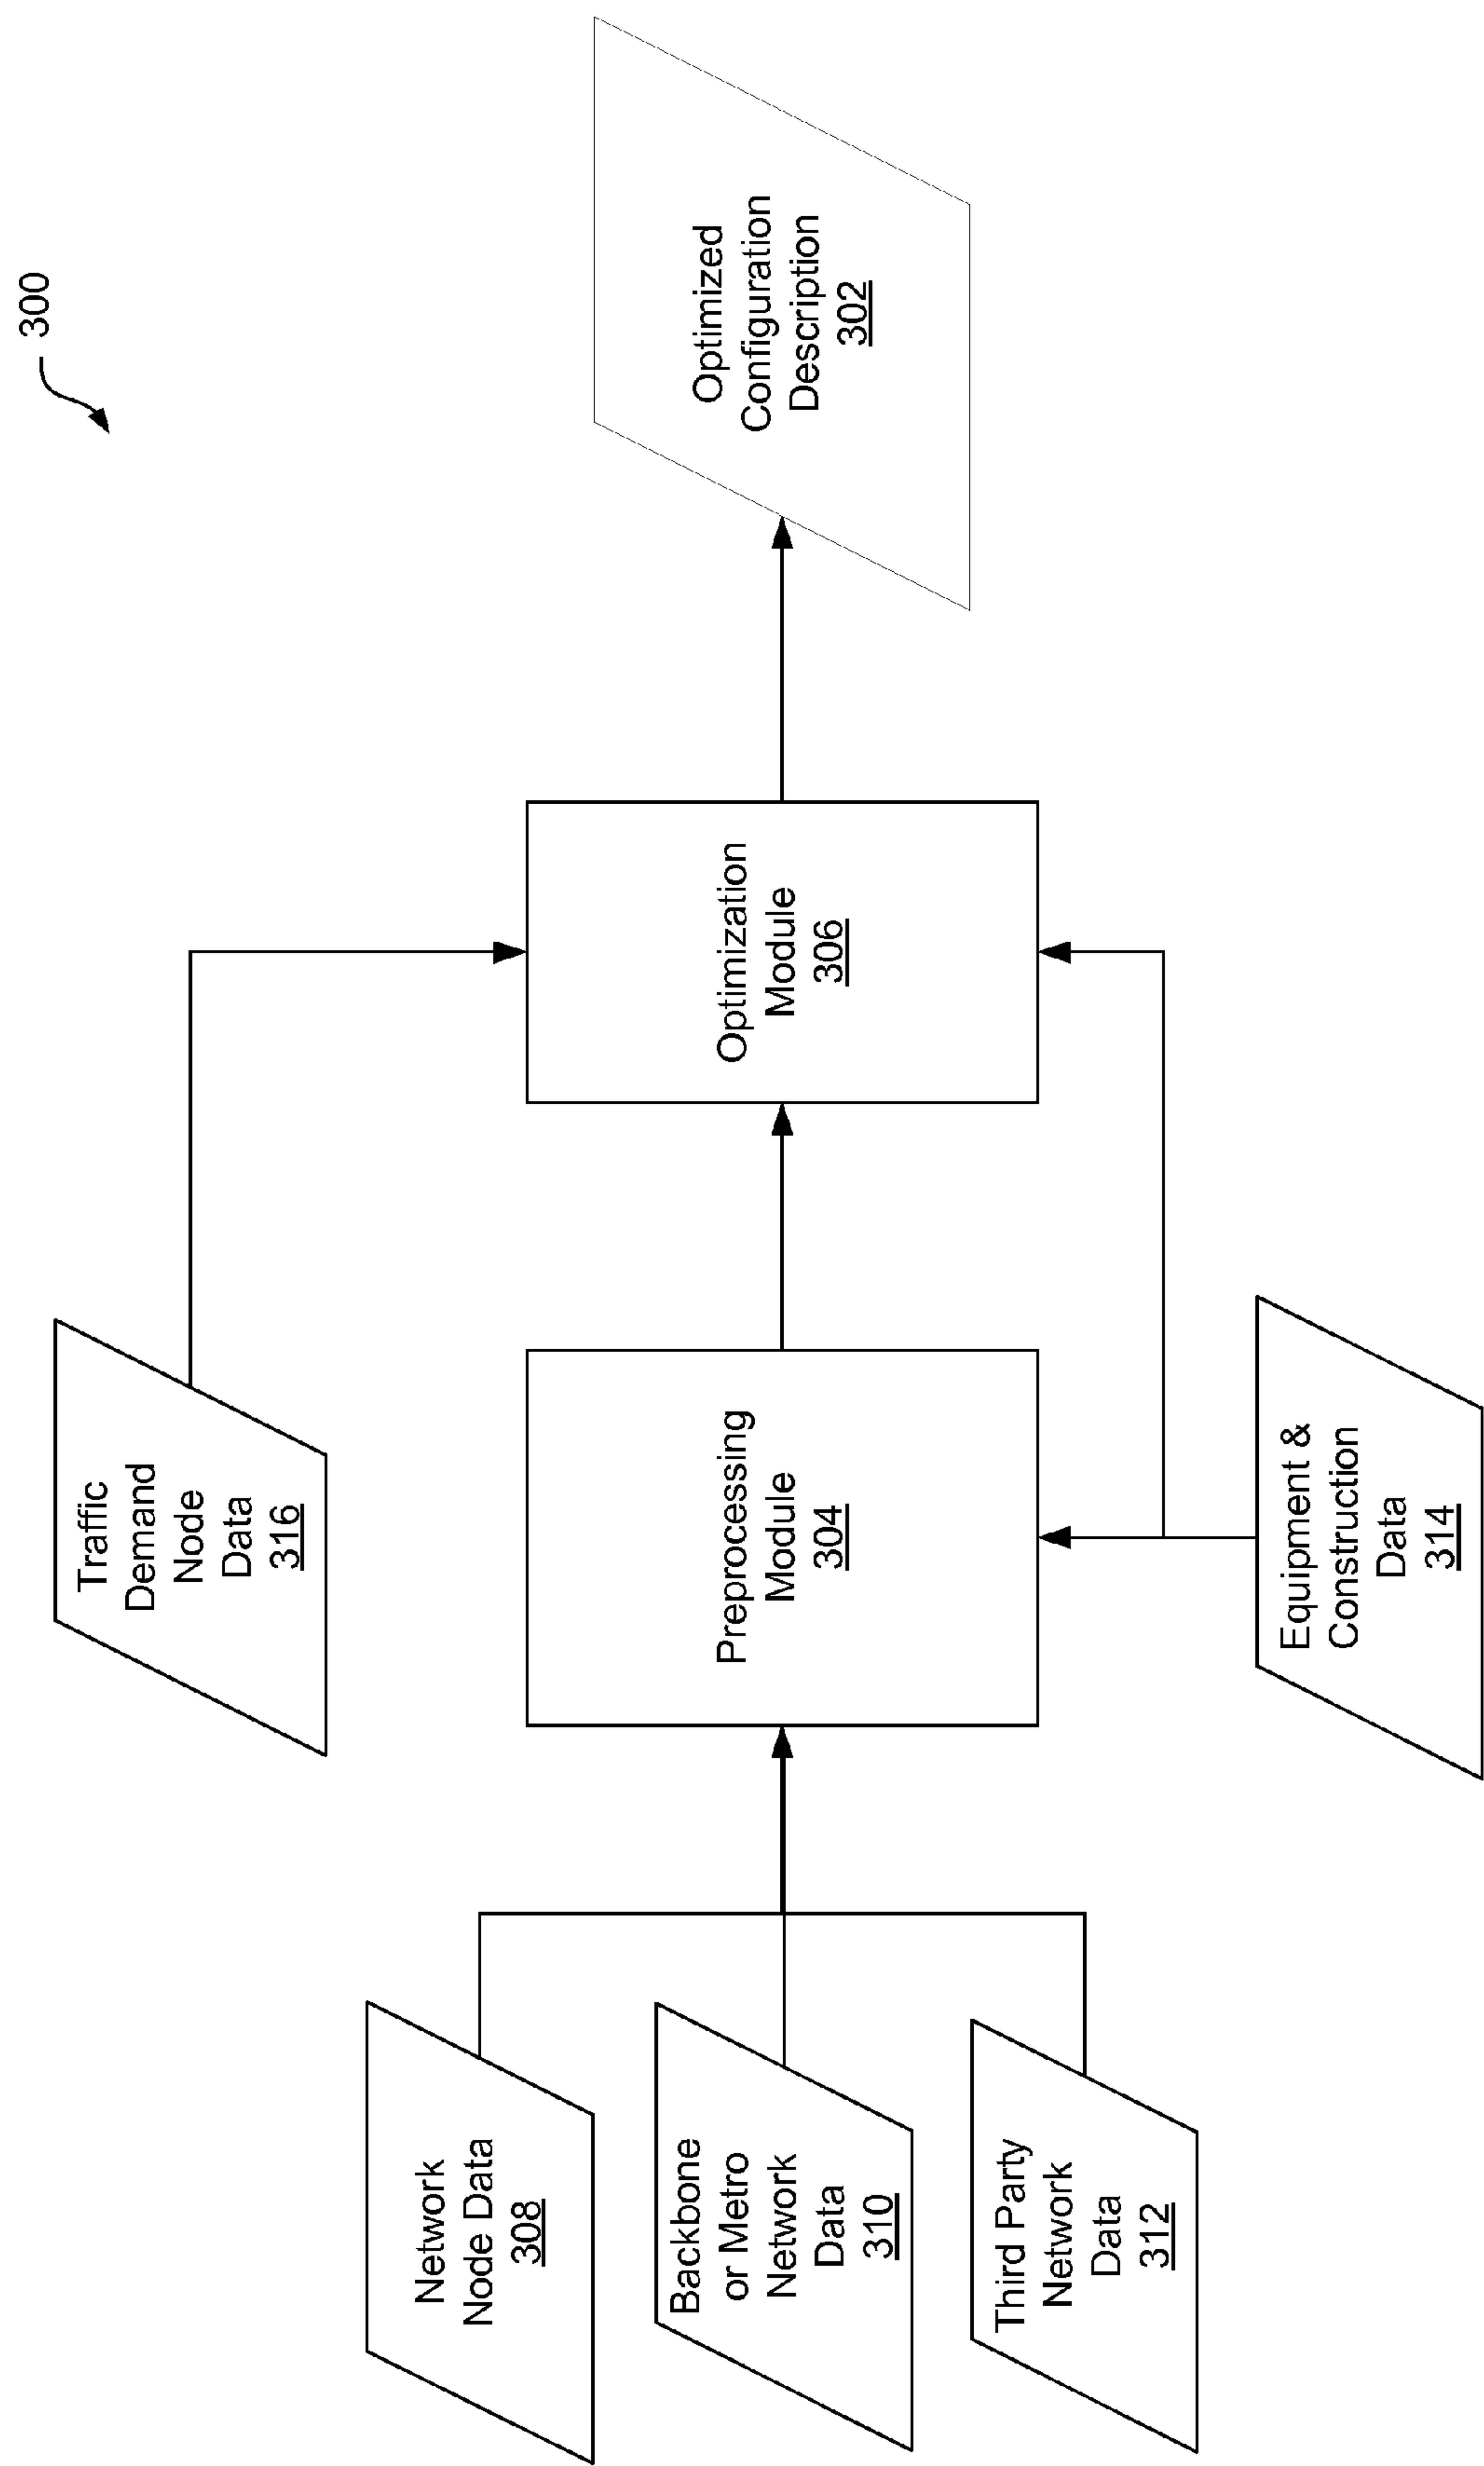 300
Traffic
Demand
Node
Data
316
Network
Node Data
308
Backbone
or Metro
Network
Data
310
Third Party
Network
Data
312
Preprocessing
Module
304
Optimization
Module
306
Optimized
Configuration
Description
302
Equipment &
Construction
Data
314